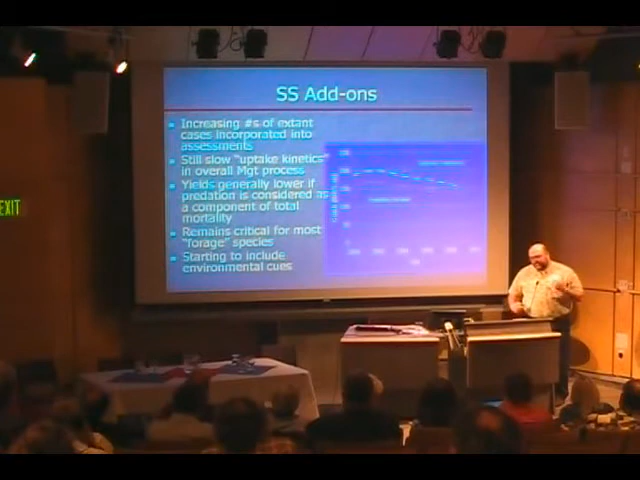 SS Add-ons
Increasing #s of extant
cases incorporated into
assessments
Still slow "uptake kinetics"
in overall Mgt process
Yields generally lower if
predation is considered as
a component of total
mortality
Remains critical for most
"forage" species
Starting to include
environmental cues
EXIT